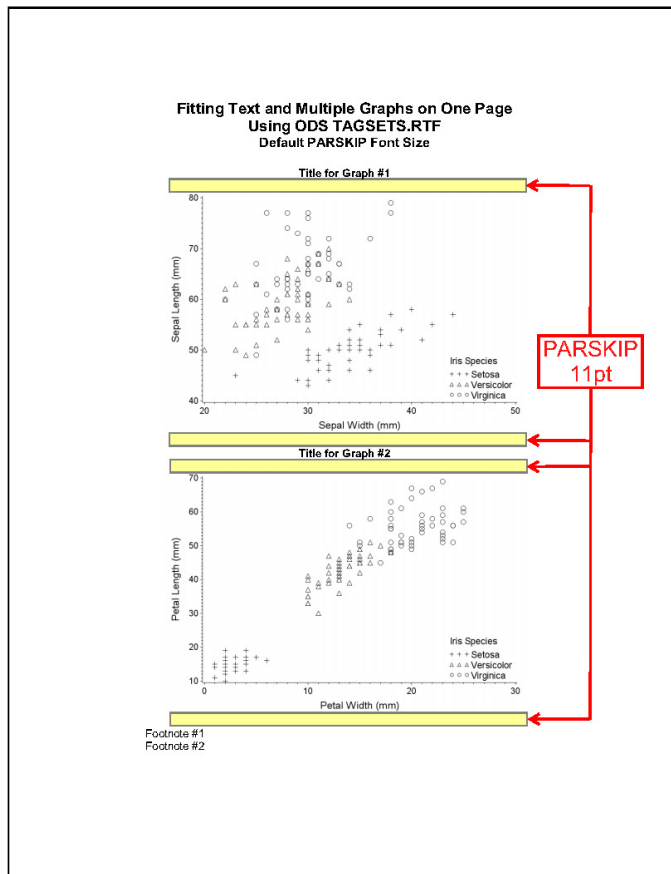 Fitting Text and Multiple Graphs on One Page
Using ODS TAGSETS.RTF
Default PARSKIP Font Size
Title for Graph #1
80
70
60
50
40
Sepal Length (mm)
20
30
40
50
Sepal Width (mm)
Iris Species
+ + + Setosa
△ △ △ Versicolor
○ ○ ○ Virginica
PARSKIP
11pt
Title for Graph #2
70
60
50
40
30
20
10
Petal Length (mm)
0
10
20
30
Petal Width (mm)
Iris Species
+ + + Setosa
△ △ △ Versicolor
○ ○ ○ Virginica
Footnote #1
Footnote #2